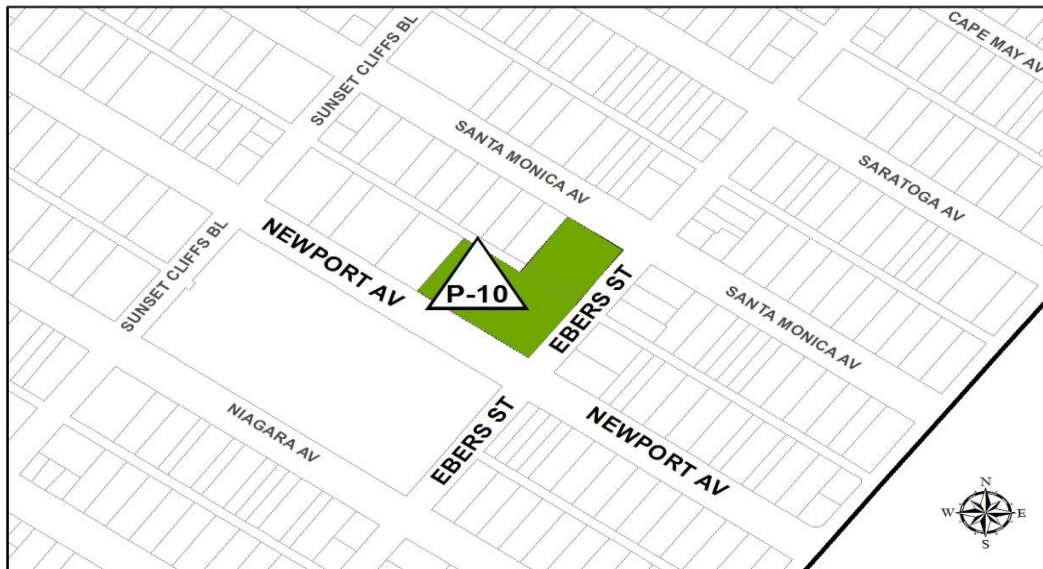 CAPE MAY AV
SUNSET CLIFFS BL
SANTA MONICA AV
SARATOGA AV
NEWPORT AV
P-10
EBERS ST
SUNSET CLIFFS BL
SANTA MONICA AV
NIAGARA AV
EBERS ST
NEWPORT AV
N
W
E
S